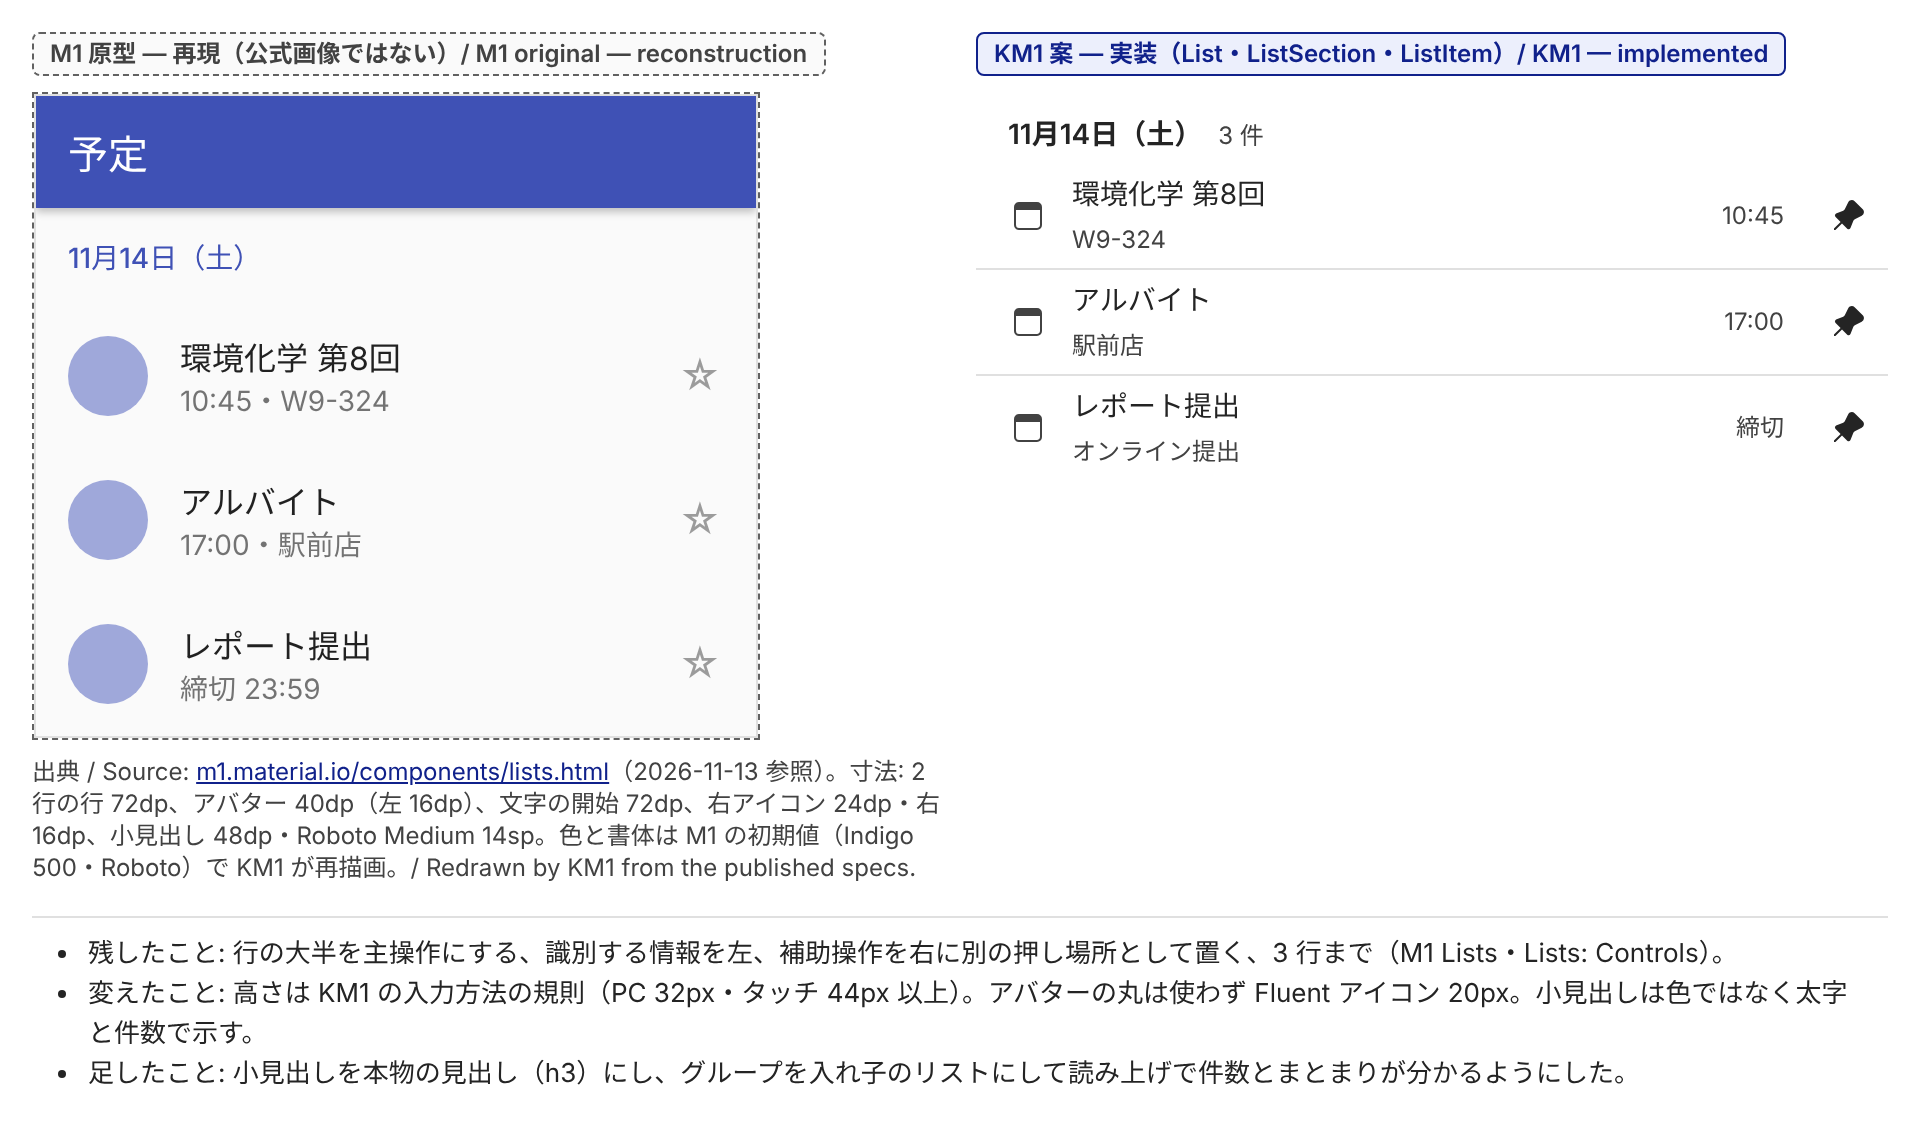 M1 原型 — 再現（公式画像ではない）/ M1 original — reconstruction
予定
11月14日（土）
環境化学 第8回
10:45・W9-324
アルバイト
17:00・駅前店
レポート提出
締切 23:59
出典 / Source: m1.material.io/components/lists.html（2026-11-13 参照）。寸法: 2
行の行 72dp、アバター 40dp（左 16dp）、文字の開始 72dp、右アイコン 24dp・右
16dp、小見出し 48dp・Roboto Medium 14sp。色と書体は M1 の初期値（Indigo
500・Roboto）で KM1 が再描画。/ Redrawn by KM1 from the published specs.
KM1 案 — 実装（List・ListSection・ListItem）/ KM1 — implemented
11月14日（土） 3 件
環境化学 第8回
W9-324
10:45
アルバイト
駅前店
17:00
レポート提出
オンライン提出
締切
• 残したこと: 行の大半を主操作にする、識別する情報を左、補助操作を右に別の押し場所として置く、3 行まで（M1 Lists・Lists: Controls）。
• 変えたこと: 高さは KM1 の入力方法の規則（PC 32px・タッチ 44px 以上）。アバターの丸は使わず Fluent アイコン 20px。小見出しは色ではなく太字
と件数で示す。
• 足したこと: 小見出しを本物の見出し（h3）にし、グループを入れ子のリストにして読み上げで件数とまとまりが分かるようにした。